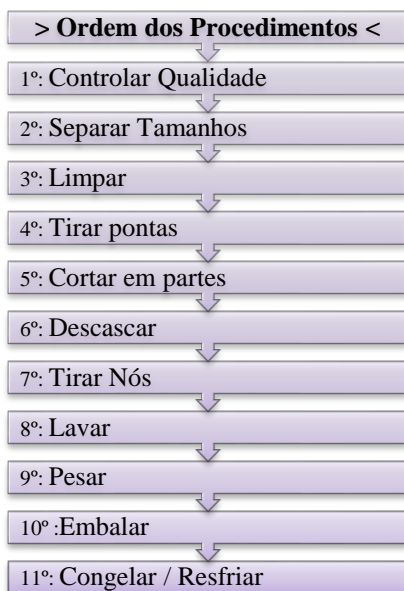 > Ordem dos Procedimentos <
1º: Controlar Qualidade
2º: Separar Tamanhos
3º: Limpar
4º: Tirar pontas
5º: Cortar em partes
6º: Descascar
7º: Tirar Nós
8º: Lavar
9º: Pesar
10º :Embalar
11º: Congelar / Resfriar